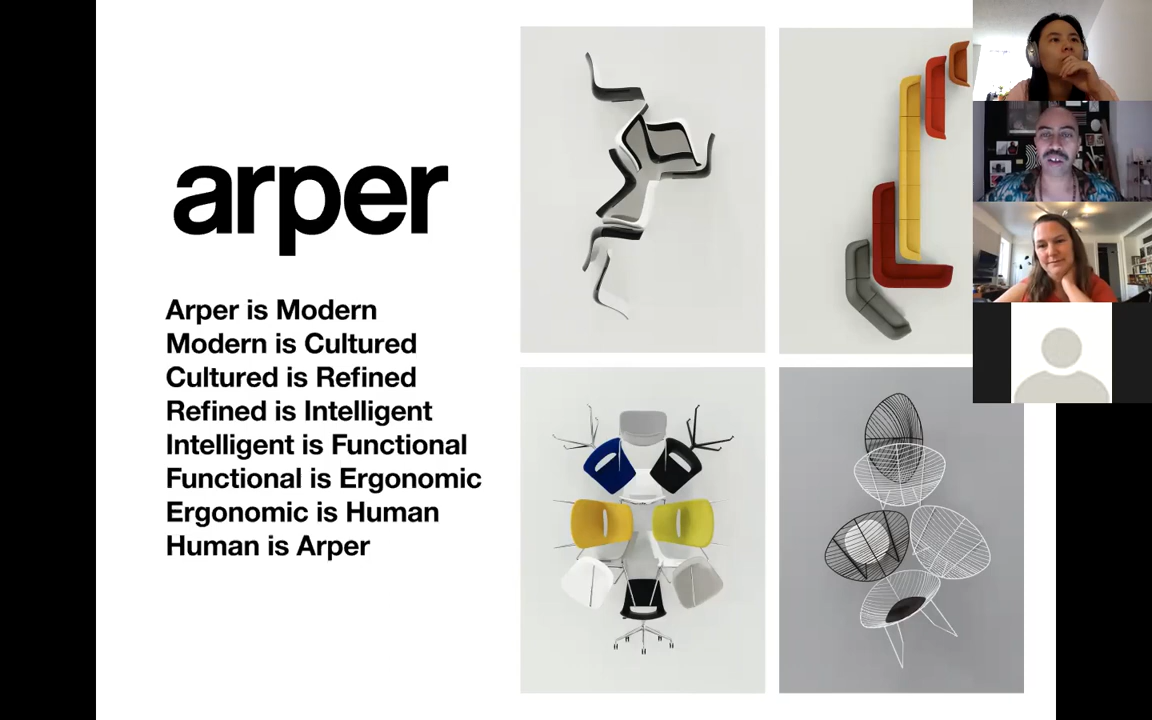 arper
Arper is Modern
Modern is Cultured
Cultured is Refined
Refined is Intelligent
Intelligent is Functional
Functional is Ergonomic
Ergonomic is Human
Human is Arper